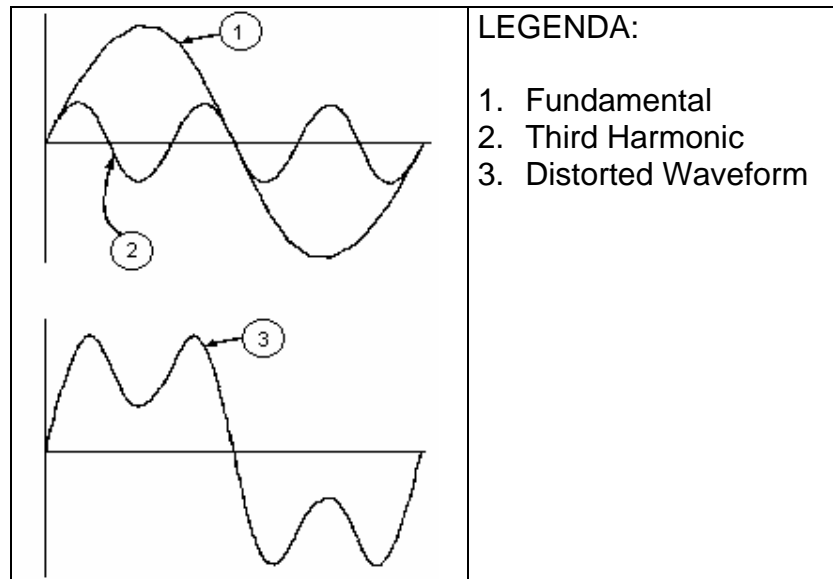 1
2
3
LEGENDA:
1. Fundamental
2. Third Harmonic
3. Distorted Waveform